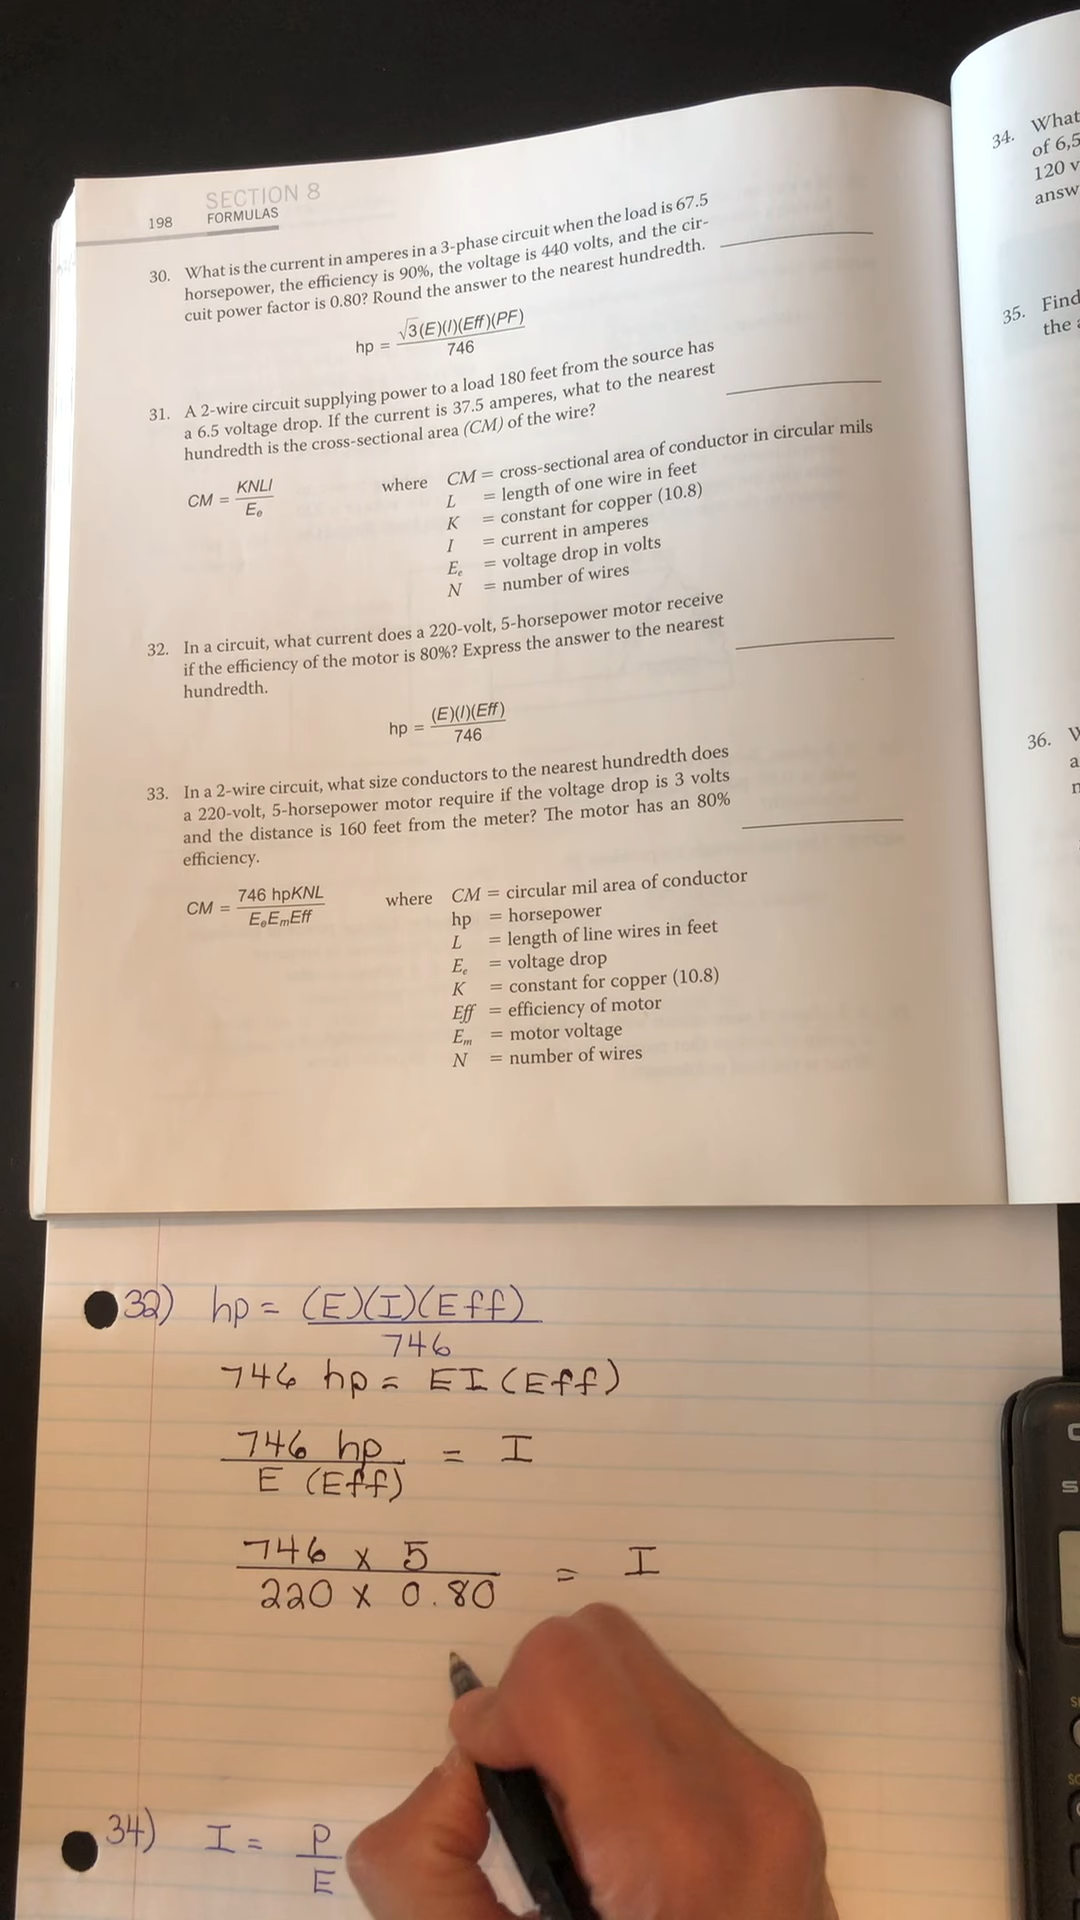 198
SECTION 8
FORMULAS
30. What is the current in amperes in a 3-phase circuit when the load is 67.5
horsepower, the efficiency is 90%, the voltage is 440 volts, and the cir-
cuit power factor is 0.80? Round the answer to the nearest hundredth.
hp = √3(E)(I)(Eff)(PF)
746
31. A 2-wire circuit supplying power to a load 180 feet from the source has
a 6.5 voltage drop. If the current is 37.5 amperes, what to the nearest
hundredth is the cross-sectional area (CM) of the wire?
CM = KNLI
Eₑ
where CM = cross-sectional area of conductor in circular mils
L = length of one wire in feet
K = constant for copper (10.8)
I = current in amperes
Eₑ = voltage drop in volts
N = number of wires
32. In a circuit, what current does a 220-volt, 5-horsepower motor receive
if the efficiency of the motor is 80%? Express the answer to the nearest
hundredth.
hp = (E)(I)(Eff)
746
33. In a 2-wire circuit, what size conductors to the nearest hundredth does
a 220-volt, 5-horsepower motor require if the voltage drop is 3 volts
and the distance is 160 feet from the meter? The motor has an 80%
efficiency.
CM = 746 hpKNL
EₑEₘEff
where CM = circular mil area of conductor
hp = horsepower
L = length of line wires in feet
Eₑ = voltage drop
K = constant for copper (10.8)
Eff = efficiency of motor
Eₘ = motor voltage
N = number of wires
34. What
of 6,5
120 v
answ
35. Find
the
36.
32) hp = (E)(I)(Eff)
746
746 hp = EI (Eff)
746 hp = I
E (Eff)
746 x 5 = I
220 x 0.80
34) I = P
E